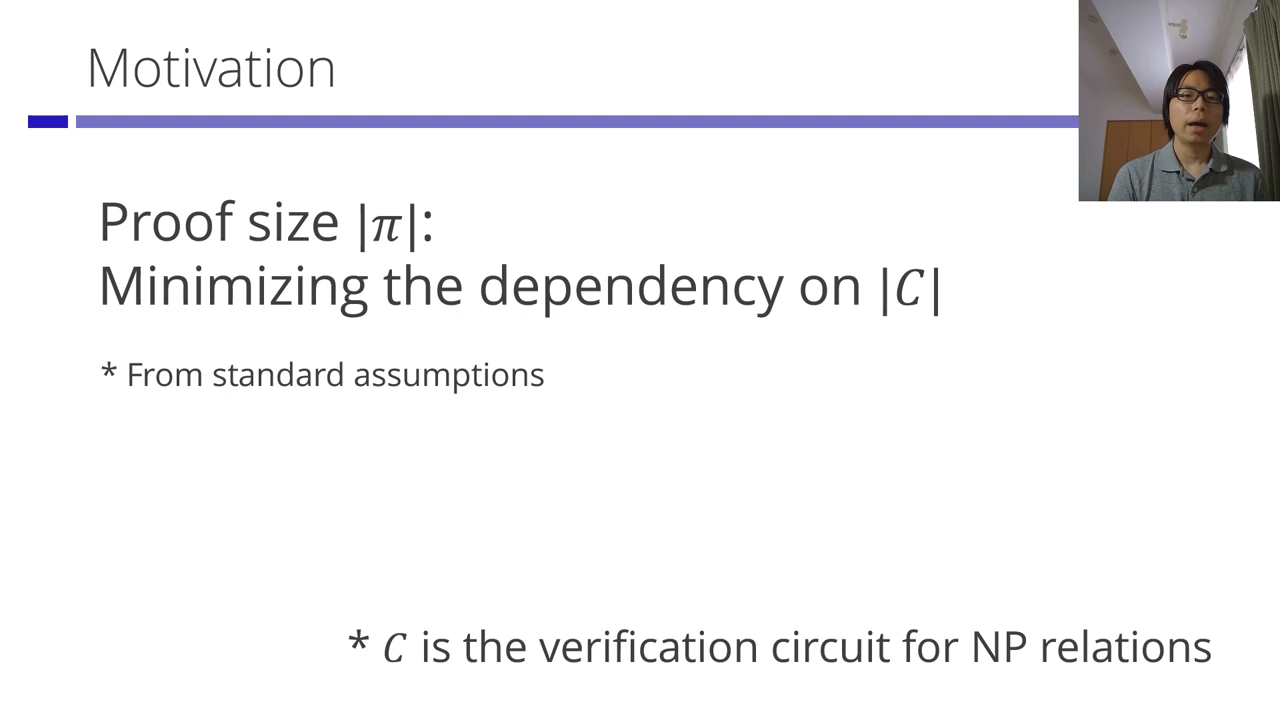 Motivation
Proof size |π|:
Minimizing the dependency on |C|
* From standard assumptions
* C is the verification circuit for NP relations